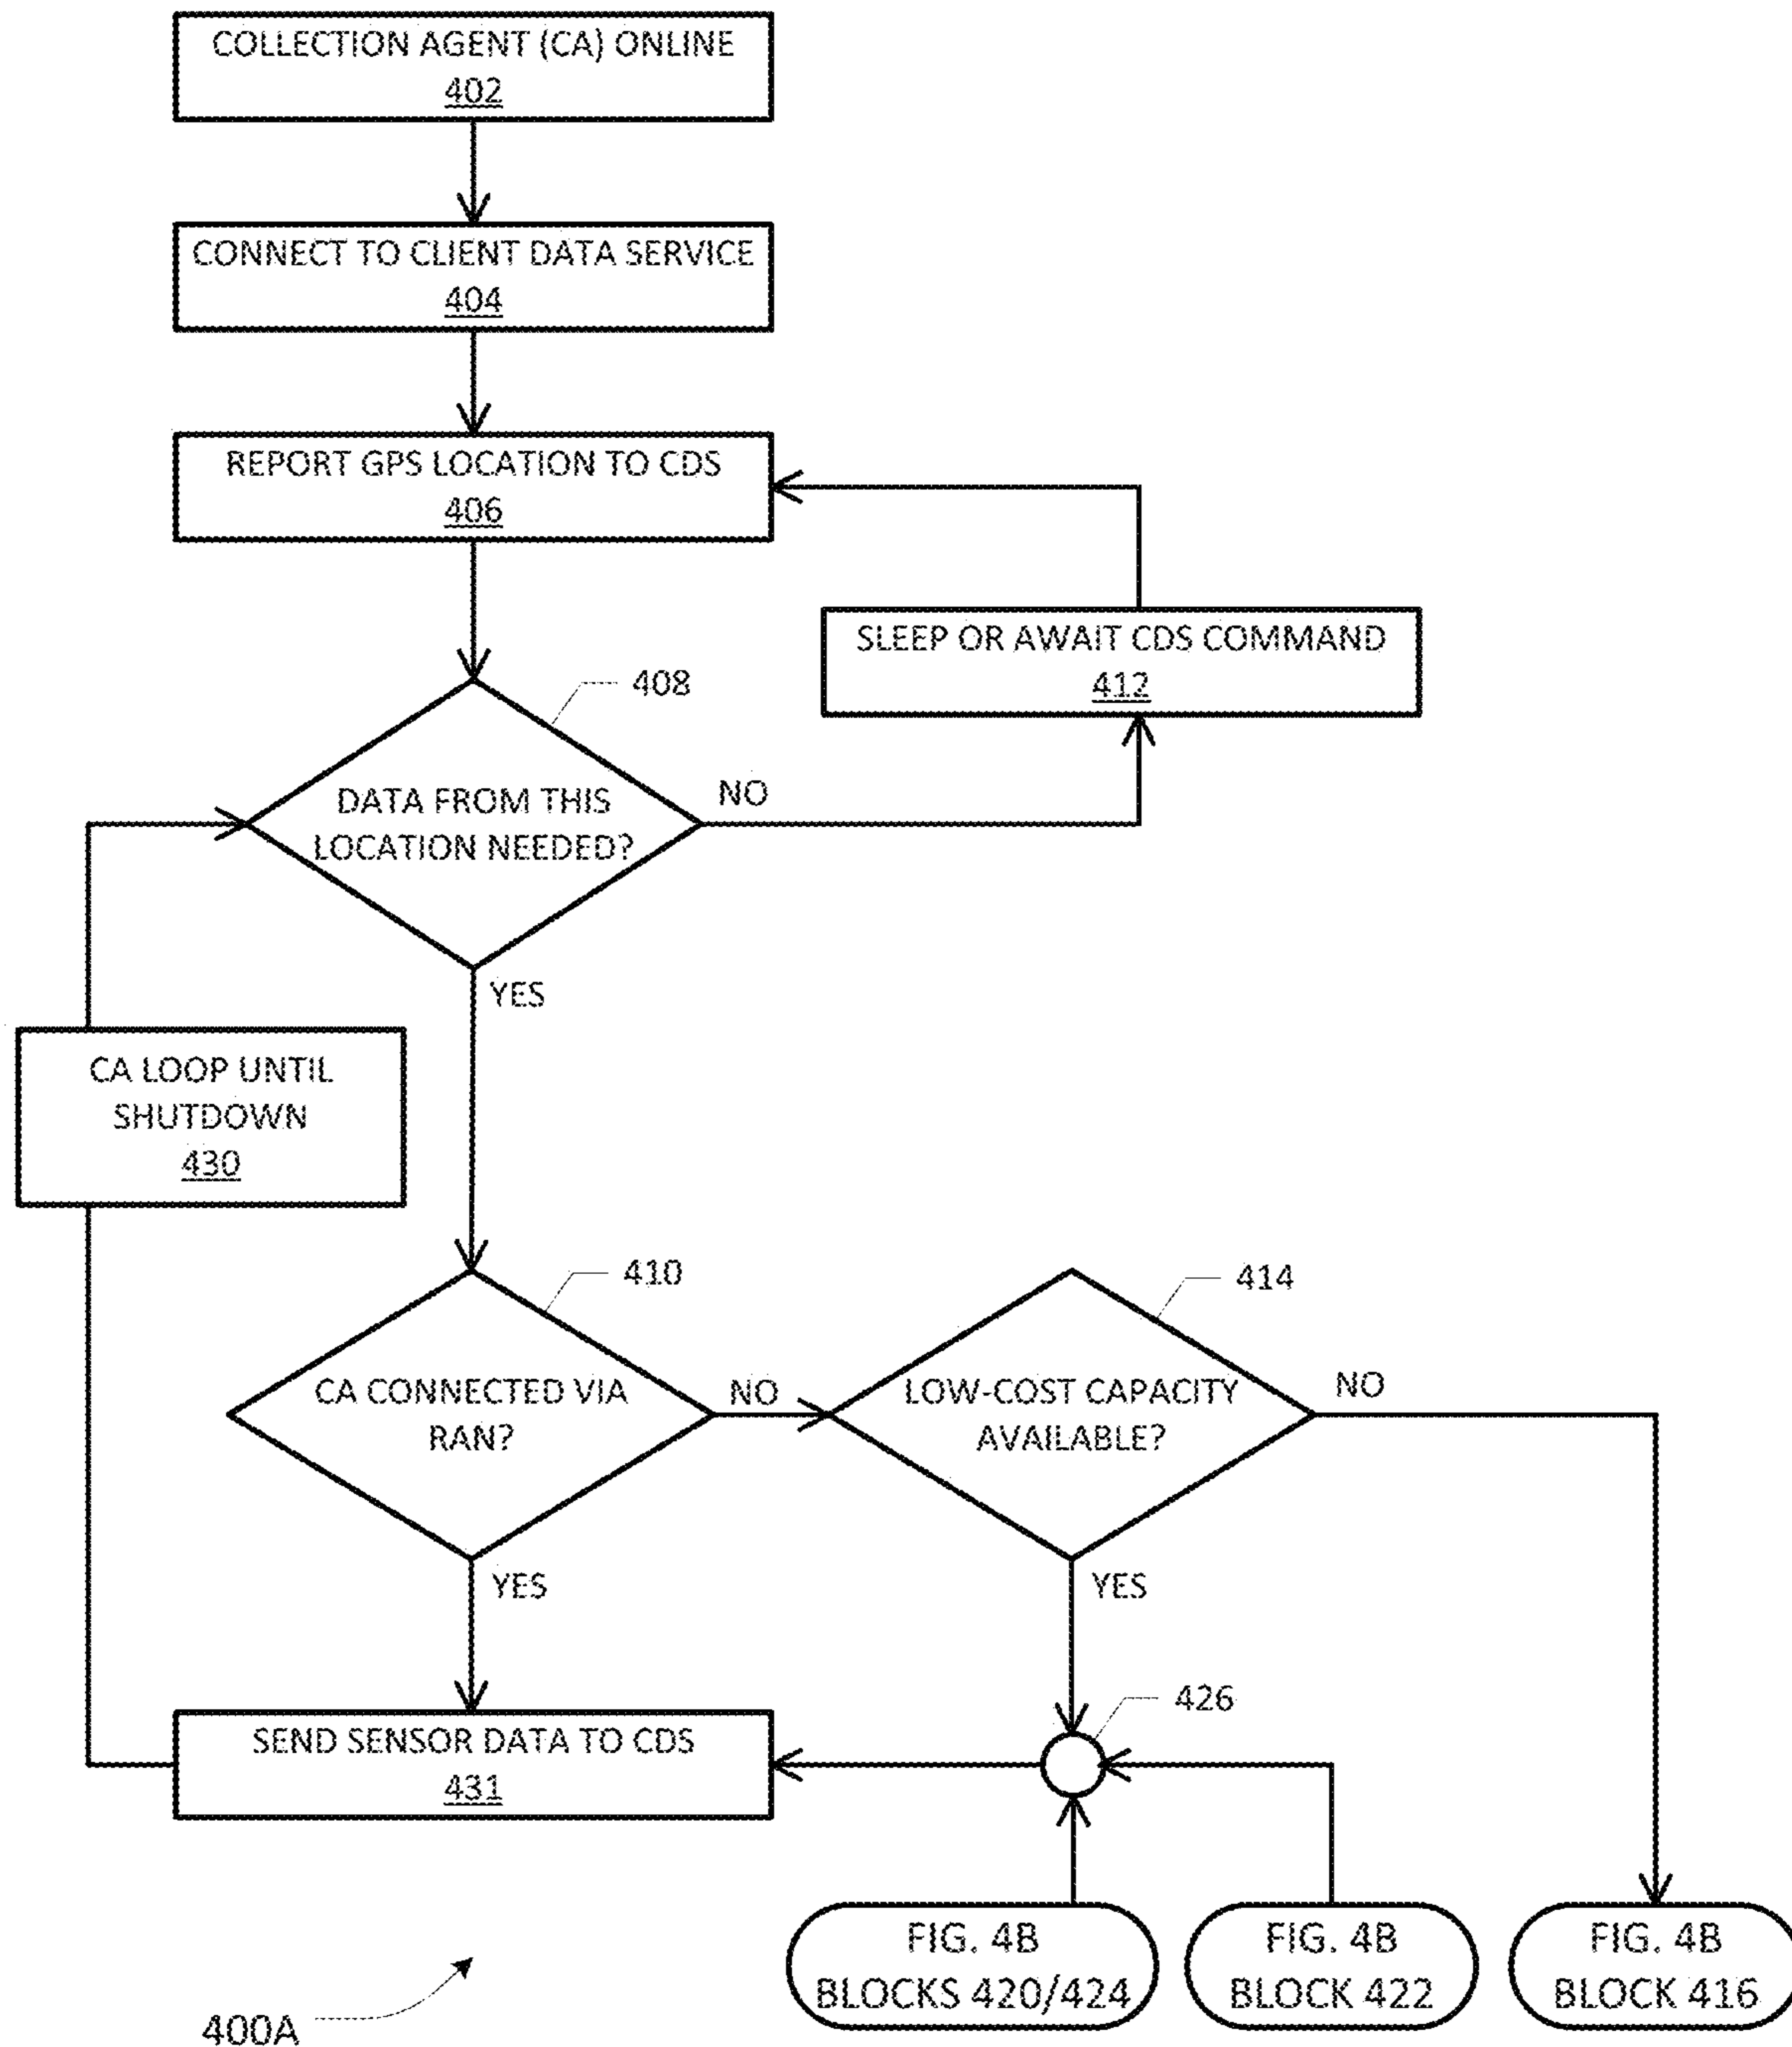 COLLECTION AGENT (CA) ONLINE
402
CONNECT TO CLIENT DATA SERVICE
404
REPORT GPS LOCATION TO CDS
406
SLEEP OR AWAIT CDS COMMAND
412
408
DATA FROM THIS
LOCATION NEEDED?
NO
YES
CA LOOP UNTIL
SHUTDOWN
430
410
CA CONNECTED VIA
RAN?
NO
YES
414
LOW-COST CAPACITY
AVAILABLE?
NO
YES
426
SEND SENSOR DATA TO CDS
431
FIG. 4B
BLOCKS 420/424
FIG. 4B
BLOCK 422
FIG. 4B
BLOCK 416
400A